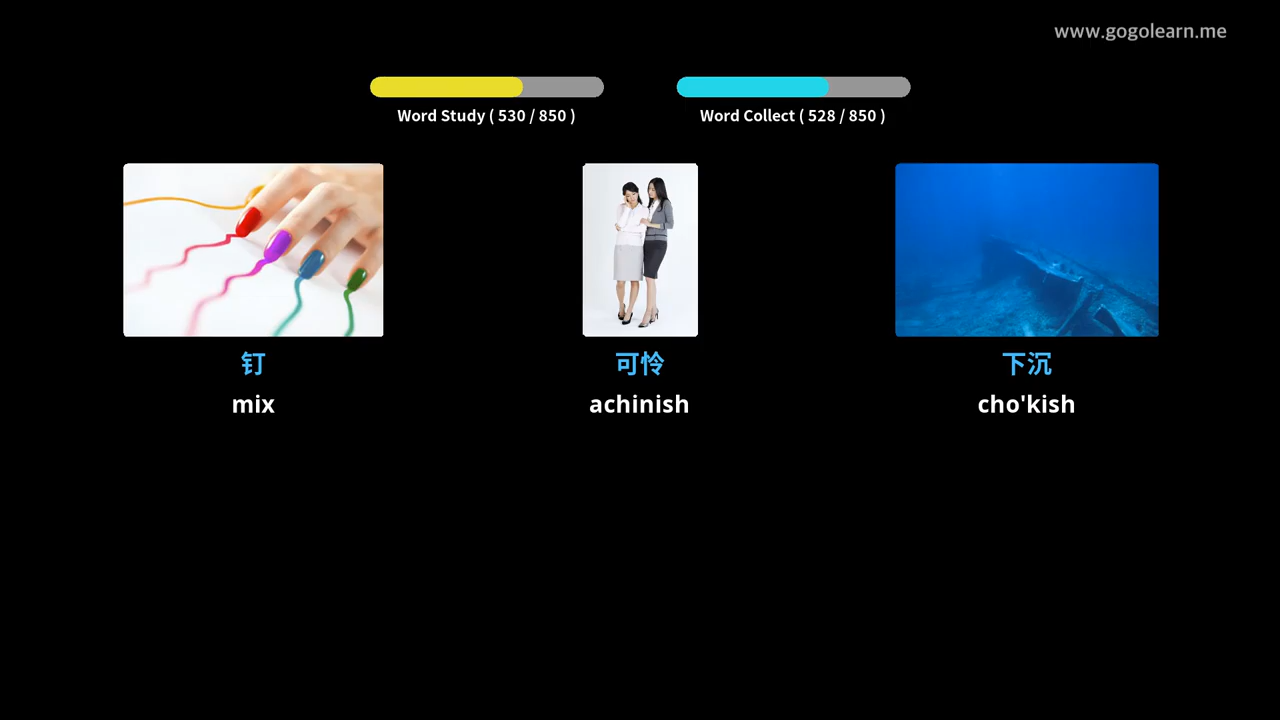 www.gogolearn.me
Word Study ( 530 / 850 )
Word Collect ( 528 / 850 )
钉
mix
可怜
achinish
下沉
cho'kish